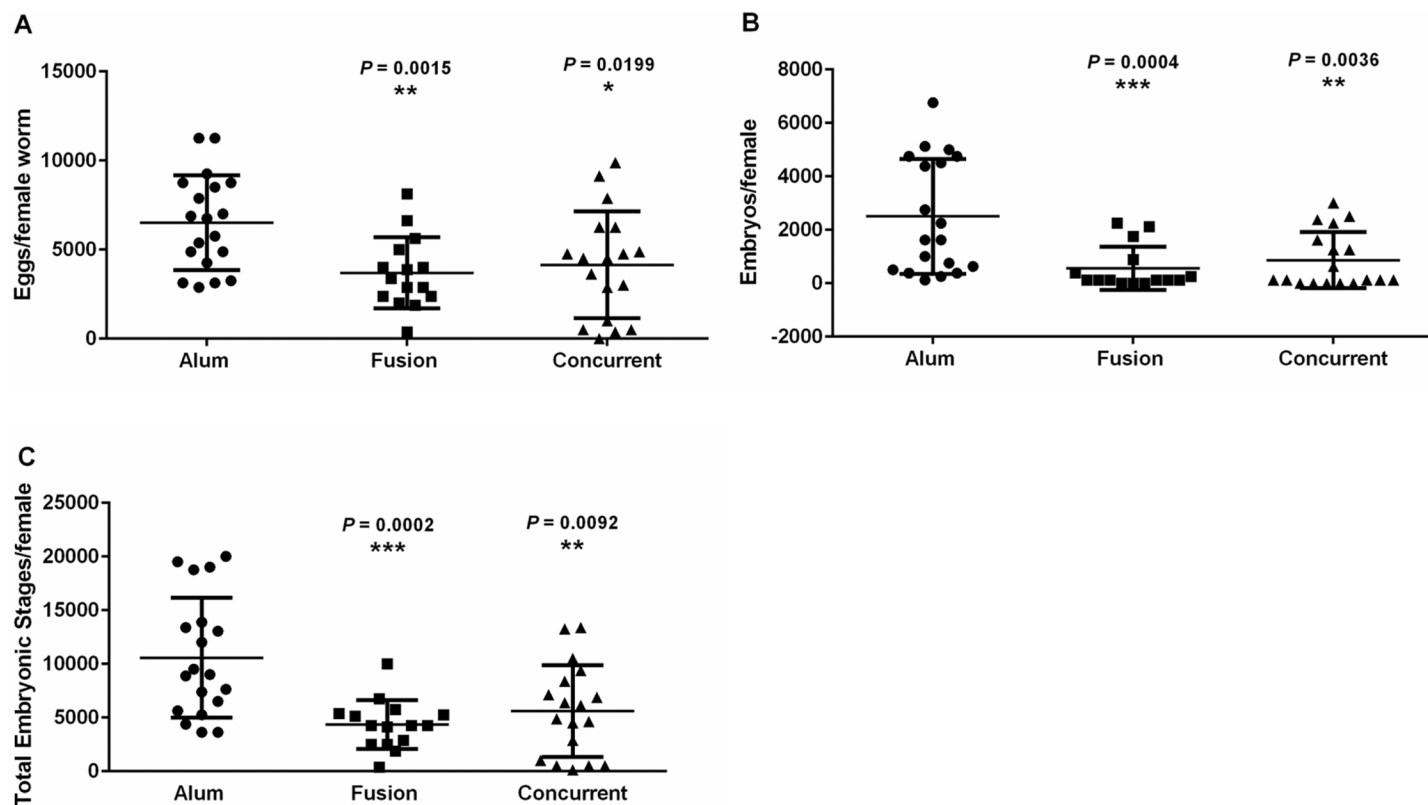 A
Eggs/female worm
15000
10000
5000
0
P = 0.0015
**
P = 0.0199
*
Alum
Fusion
Concurrent
B
Embryos/female
8000
6000
4000
2000
0
-2000
P = 0.0004
***
P = 0.0036
**
Alum
Fusion
Concurrent
C
Total Embryonic Stages/female
25000
20000
15000
10000
5000
0
P = 0.0002
***
P = 0.0092
**
Alum
Fusion
Concurrent